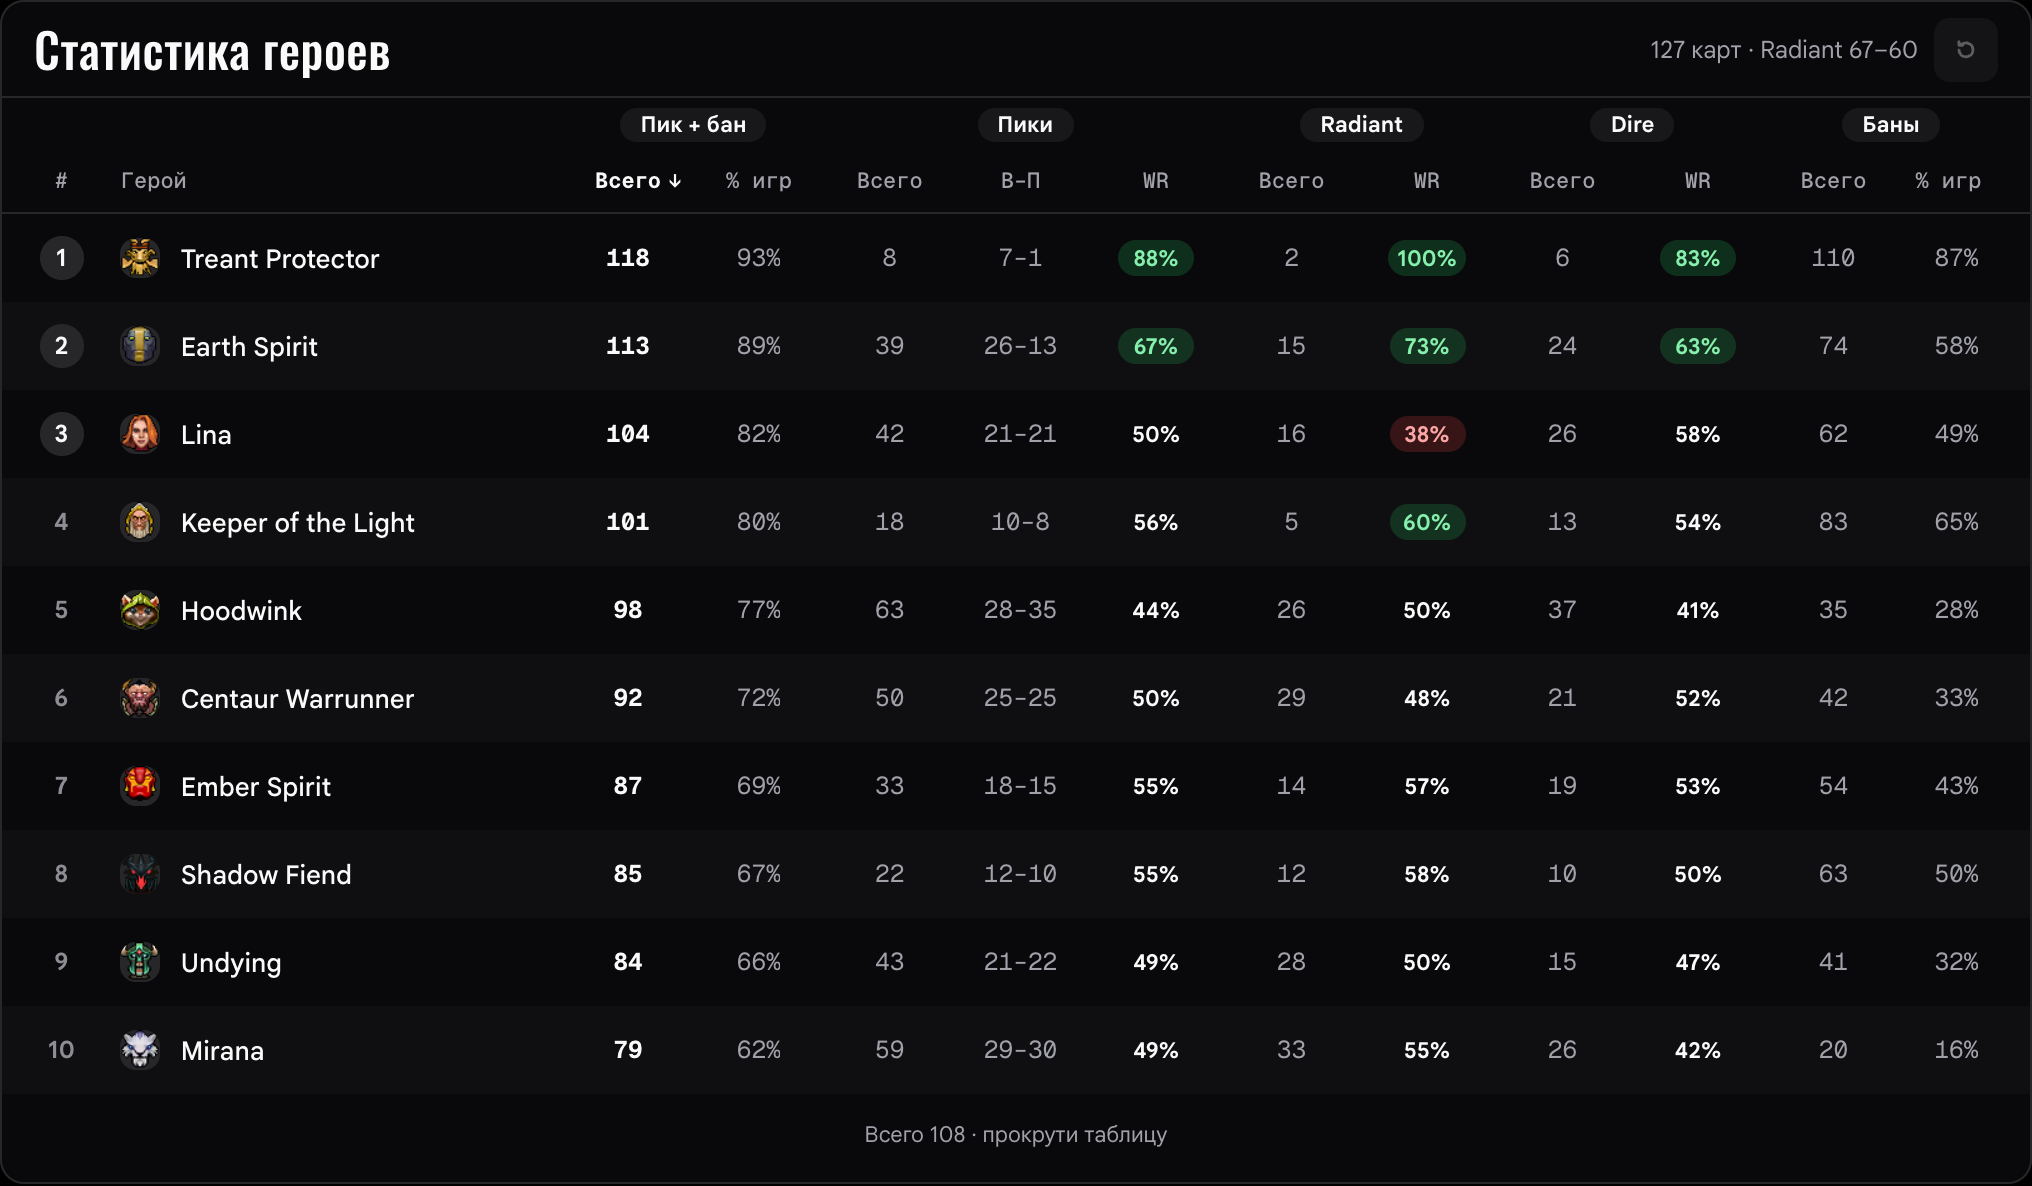 Статистика героев
127 карт · Radiant 67–60
Пик + бан Пики Radiant Dire Баны
# Герой Всего ↓ % игр Всего В–П WR Всего WR Всего WR Всего % игр
1 Treant Protector 118 93% 8 7–1 88% 2 100% 6 83% 110 87%
2 Earth Spirit 113 89% 39 26–13 67% 15 73% 24 63% 74 58%
3 Lina 104 82% 42 21–21 50% 16 38% 26 58% 62 49%
4 Keeper of the Light 101 80% 18 10–8 56% 5 60% 13 54% 83 65%
5 Hoodwink 98 77% 63 28–35 44% 26 50% 37 41% 35 28%
6 Centaur Warrunner 92 72% 50 25–25 50% 29 48% 21 52% 42 33%
7 Ember Spirit 87 69% 33 18–15 55% 14 57% 19 53% 54 43%
8 Shadow Fiend 85 67% 22 12–10 55% 12 58% 10 50% 63 50%
9 Undying 84 66% 43 21–22 49% 28 50% 15 47% 41 32%
10 Mirana 79 62% 59 29–30 49% 33 55% 26 42% 20 16%
Всего 108 · прокрути таблицу